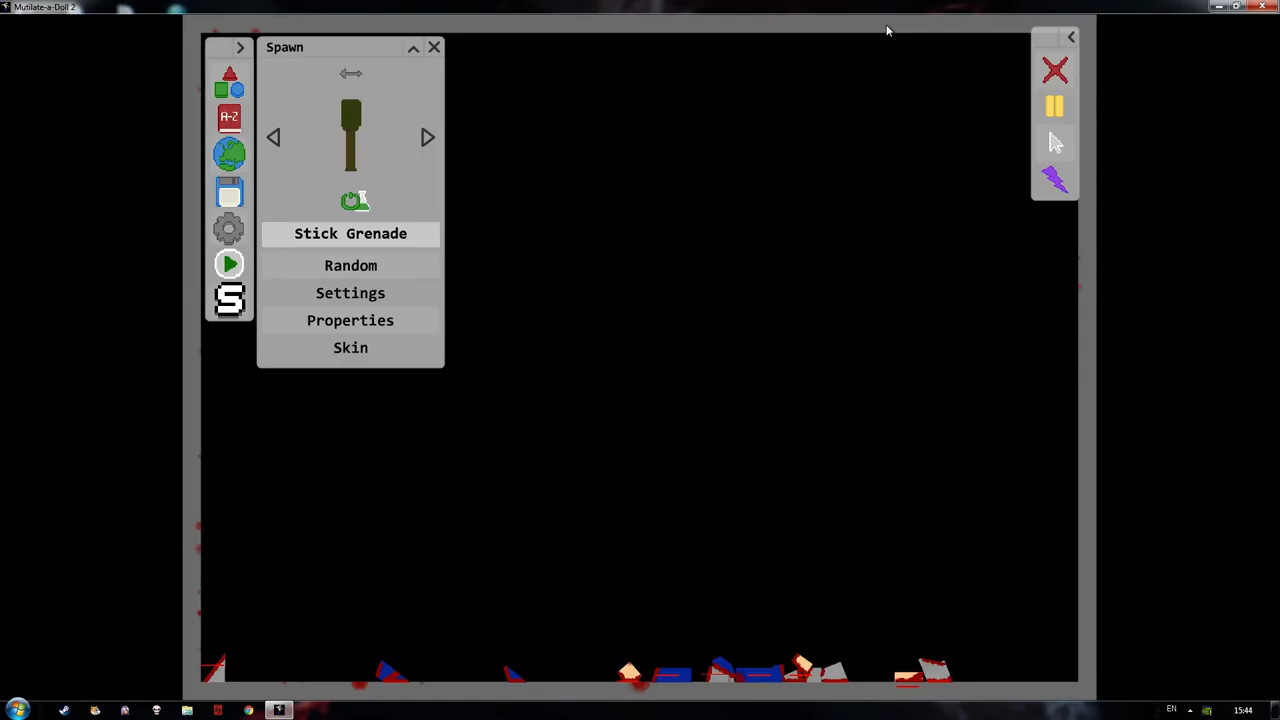 Mutilate-a-Doll 2
Spawn
A-Z
Stick Grenade
Random
Settings
Properties
Skin
S
EN
15:44